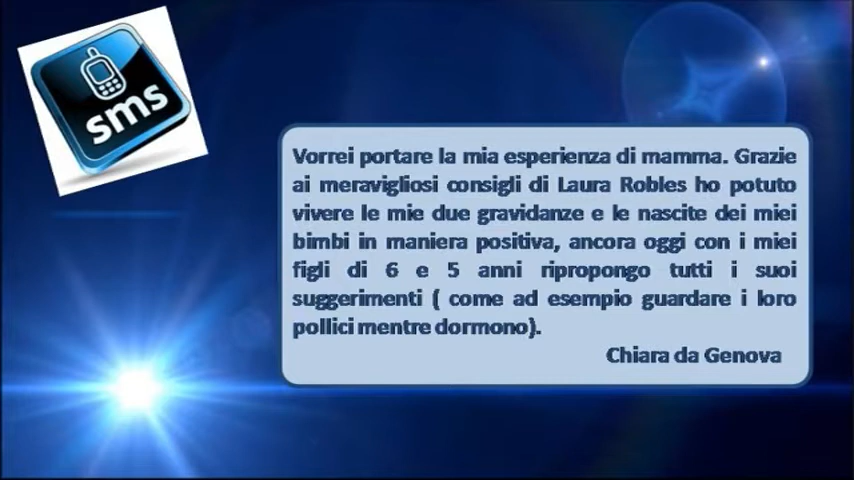 sms
Vorrei portare la mia esperienza di mamma. Grazie
ai meravigliosi consigli di Laura Robles ho potuto
vivere le mie due gravidanze e le nascite dei miei
bimbi in maniera positiva, ancora oggi con i miei
figli di 6 e 5 anni ripropongo tutti i suoi
suggerimenti ( come ad esempio guardare i loro
pollici mentre dormono).
Chiara da Genova